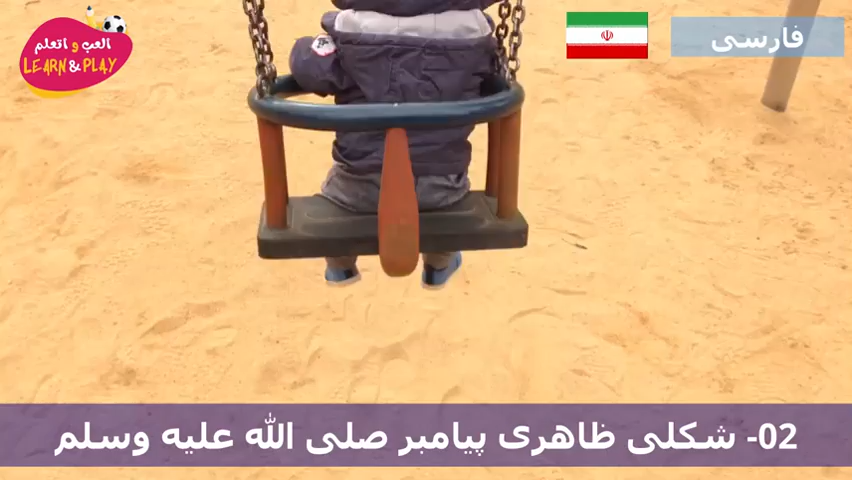 العب و اتعلم
LEARN & PLAY
فارسی
02- شکلی ظاهری پیامبر صلی الله علیه وسلم